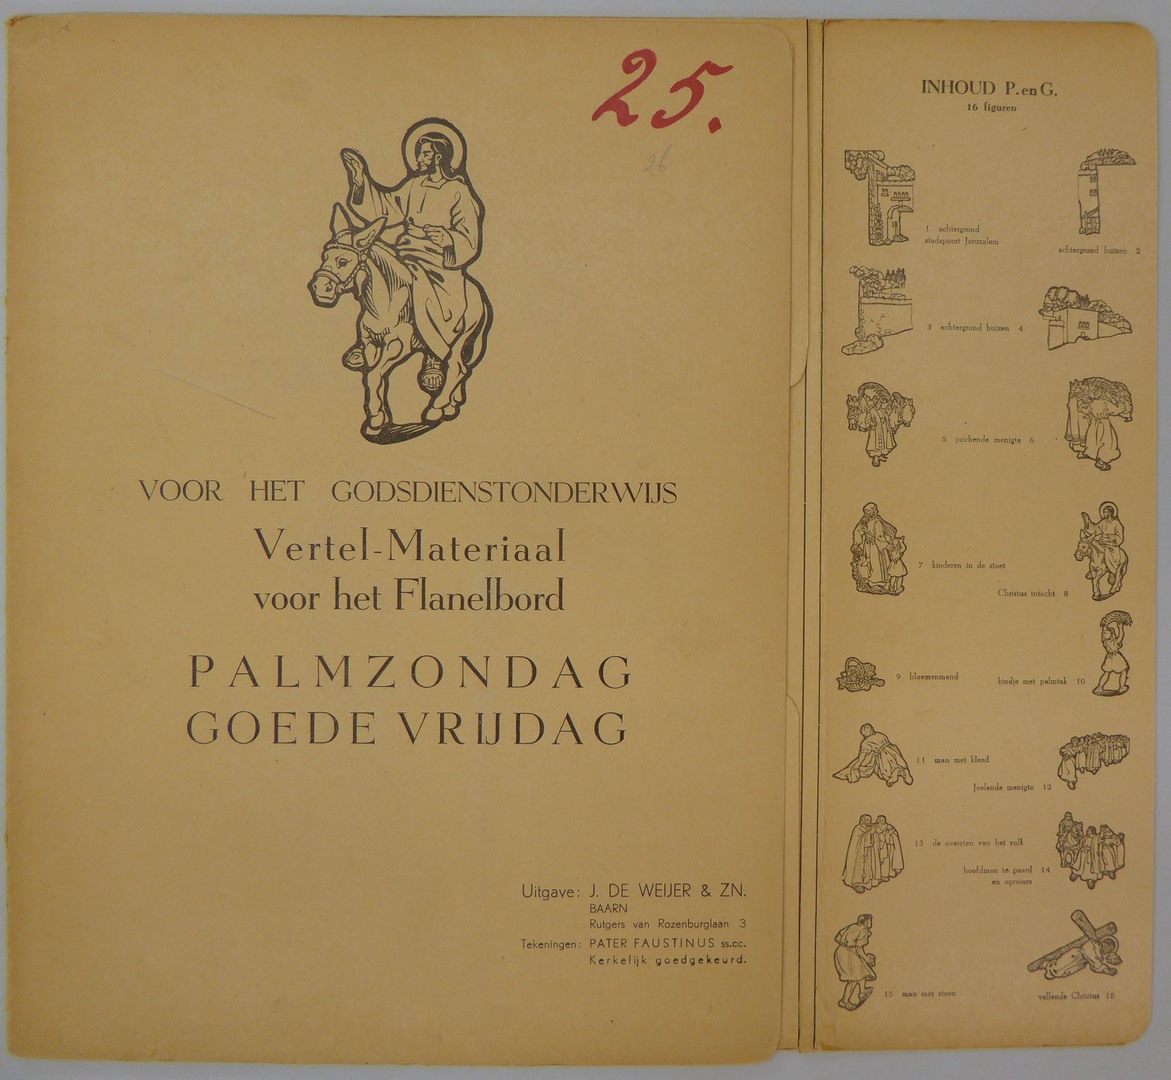 25.
26
VOOR HET GODSDIENSTONDERWIJS
Vertel-Materiaal
voor het Flanelbord
PALMZONDAG
GOEDE VRIJDAG
Uitgave: J. DE WEIJER & ZN.
BAARN
Rutgers van Rozenburglaan 3
Tekeningen: PATER FAUSTINUS ss.cc.
Kerkelijk goedgekeurd.
INHOUD P. en G.
16 figuren
1 achtergrond
stadspoort Jeruzalem
achtergrond huizen 2
3 achtergrond huizen 4
5 juichende menigte 6
7 kinderen in de stoet
Christus intocht 8
9 bloemenmand
kindje met palmtak 10
11 man met kleed
Joelende menigte 12
13 de oversten van het volk
hoofdman te paard 14
en opruiers
15 man met steen
vallende Christus 16